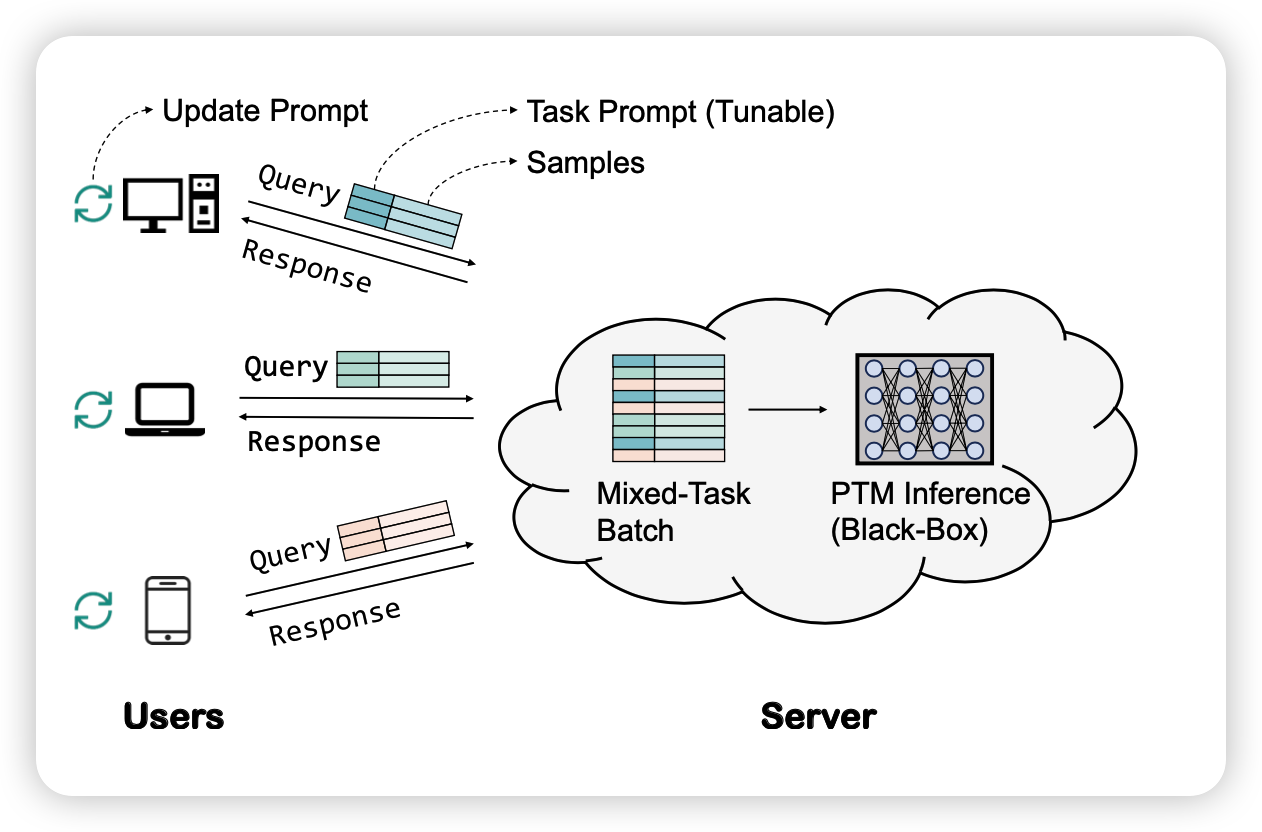 Update Prompt
Task Prompt (Tunable)
Samples
Query
Response
Query
Response
Query
Response
Mixed-Task
Batch
PTM Inference
(Black-Box)
Users
Server